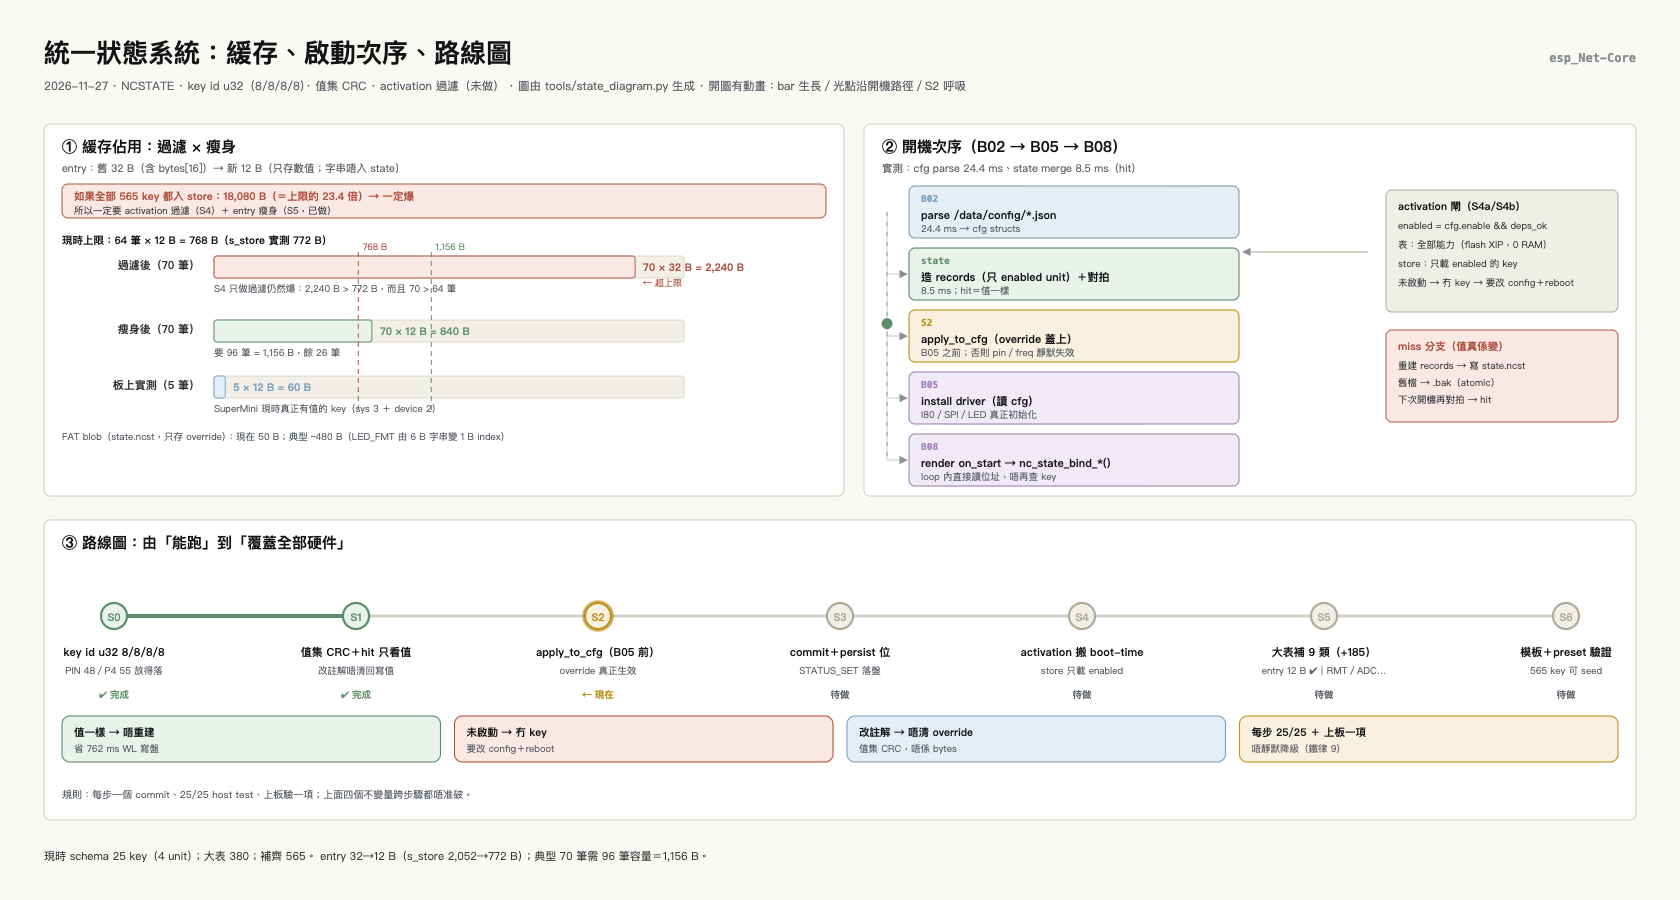 統一狀態系統：緩存、啟動次序、路線圖
esp_Net-Core
2026-11-27 · NCSTATE · key id u32（8/8/8/8）· 值集 CRC · activation 過濾（未做） · 圖由 tools/state_diagram.py 生成 · 開圖有動畫：bar 生長 / 光點沿開機路徑 / S2 呼吸
① 緩存佔用：過濾 × 瘦身
entry：舊 32 B（含 bytes[16]）→ 新 12 B（只存數值；字串唔入 state）
如果全部 565 key 都入 store：18,080 B（＝上限的 23.4 倍）→ 一定爆
所以一定要 activation 過濾（S4）＋ entry 瘦身（S5，已做）
現時上限：64 筆 × 12 B = 768 B（s_store 實測 772 B）
768 B
1,156 B
過濾後（70 筆）
70 × 32 B = 2,240 B
← 超上限
S4 只做過濾仍然爆：2,240 B > 772 B，而且 70 > 64 筆
瘦身後（70 筆）
70 × 12 B = 840 B
要 96 筆 = 1,156 B，餘 26 筆
板上實測（5 筆）
5 × 12 B = 60 B
SuperMini 現時真正有值的 key（sys 3 ＋ device 2）
FAT blob（state.ncst，只存 override）：現在 50 B；典型 ~480 B（LED_FMT 由 6 B 字串變 1 B index）
② 開機次序（B02 → B05 → B08）
實測：cfg parse 24.4 ms、state merge 8.5 ms（hit）
B02
parse /data/config/*.json
24.4 ms → cfg structs
state
造 records（只 enabled unit）＋對拍
8.5 ms；hit＝值一樣
S2
apply_to_cfg（override 蓋上）
B05 之前；否則 pin / freq 靜默失效
B05
install driver（讀 cfg）
I80 / SPI / LED 真正初始化
B08
render on_start → nc_state_bind_*()
loop 內直接讀位址，唔再查 key
activation 閘（S4a/S4b）
enabled = cfg.enable && deps_ok
表：全部能力（flash XIP，0 RAM）
store：只載 enabled 的 key
未啟動 → 冇 key → 要改 config＋reboot
miss 分支（值真係變）
重建 records → 寫 state.ncst
舊檔 → .bak（atomic）
下次開機再對拍 → hit
③ 路線圖：由「能跑」到「覆蓋全部硬件」
S0
S1
S2
S3
S4
S5
S6
key id u32 8/8/8/8
PIN 48 / P4 55 放得落
✔ 完成
值集 CRC＋hit 只看值
改註解唔清回寫值
✔ 完成
apply_to_cfg（B05 前）
override 真正生效
← 現在
commit＋persist 位
STATUS_SET 落盤
待做
activation 搬 boot-time
store 只載 enabled
待做
大表補 9 類（+185）
entry 12 B ✔ | RMT / ADC…
待做
模板＋preset 驗證
565 key 可 seed
待做
值一樣 → 唔重建
省 762 ms WL 寫盤
未啟動 → 冇 key
要改 config＋reboot
改註解 → 唔清 override
值集 CRC，唔係 bytes
每步 25/25 ＋ 上板一項
唔靜默降級（鐵律 9）
規則：每步一個 commit、25/25 host test、上板驗一項；上面四個不變量跨步驟都唔准破。
現時 schema 25 key（4 unit）；大表 380；補齊 565。 entry 32→12 B（s_store 2,052→772 B）；典型 70 筆需 96 筆容量＝1,156 B。